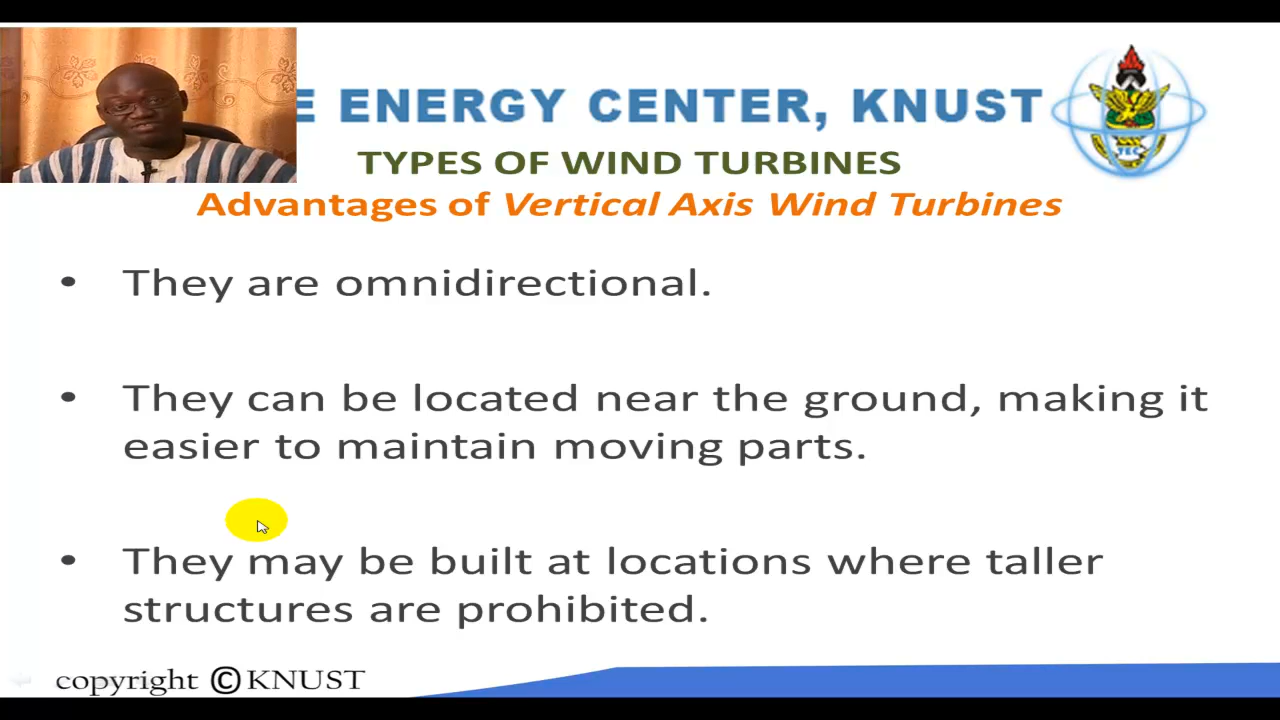 E ENERGY CENTER, KNUST
TEC
TYPES OF WIND TURBINES
Advantages of Vertical Axis Wind Turbines
• They are omnidirectional.
• They can be located near the ground, making it
easier to maintain moving parts.
• They may be built at locations where taller
structures are prohibited.
copyright ©KNUST